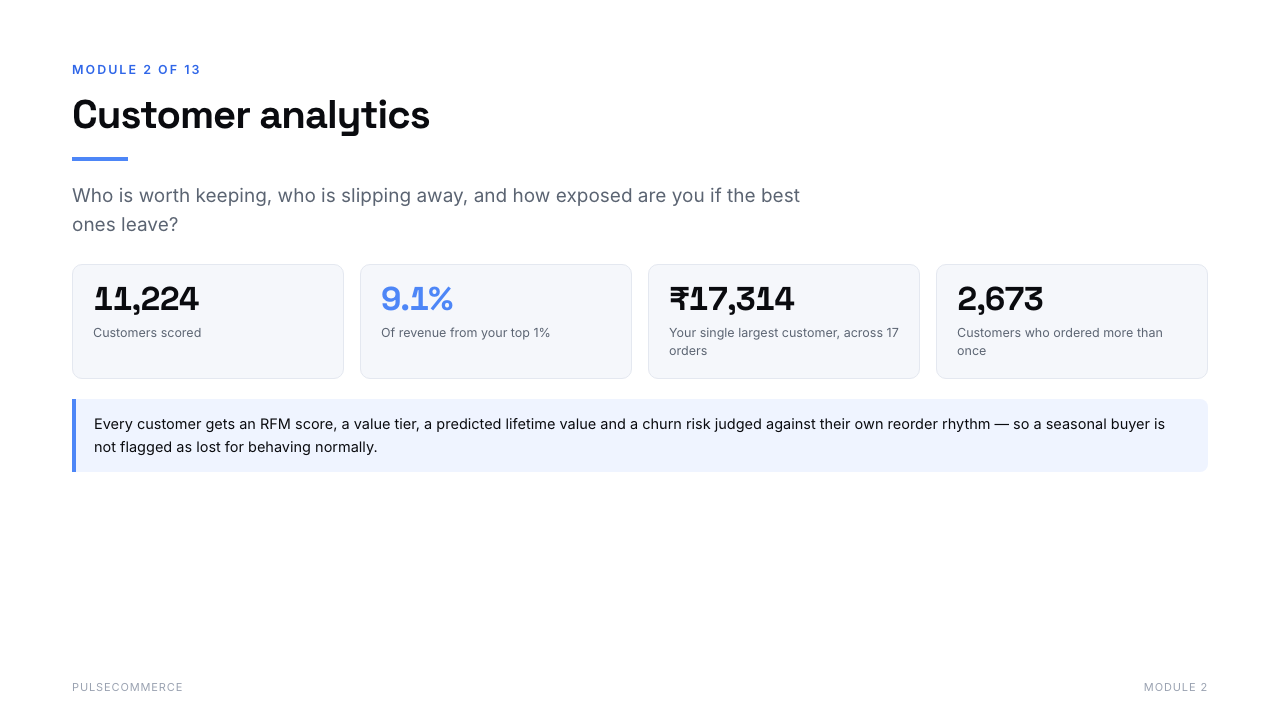 MODULE 2 OF 13
Customer analytics
Who is worth keeping, who is slipping away, and how exposed are you if the best
ones leave?
11,224
Customers scored
9.1%
Of revenue from your top 1%
₹17,314
Your single largest customer, across 17
orders
2,673
Customers who ordered more than
once
Every customer gets an RFM score, a value tier, a predicted lifetime value and a churn risk judged against their own reorder rhythm — so a seasonal buyer is
not flagged as lost for behaving normally.
PULSECOMMERCE
MODULE 2